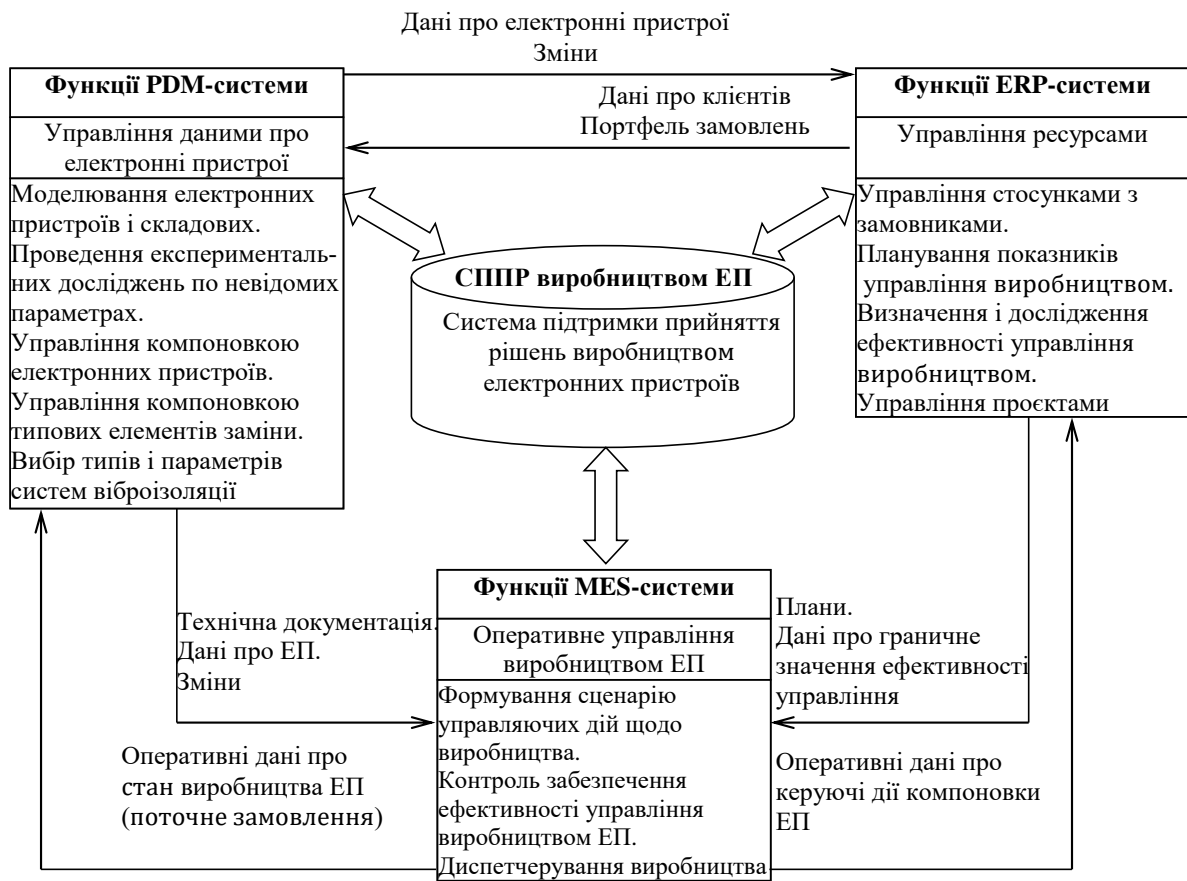 Дані про електронні пристрої
Зміни
Функції PDM-системи
Управління даними про
електронні пристрої
Моделювання електронних
пристроїв і складових.
Проведення експерименталь-
них досліджень по невідомих
параметрах.
Управління компоновкою
електронних пристроїв.
Управління компоновкою
типових елементів заміни.
Вибір типів і параметрів
систем віброізоляції
Дані про клієнтів
Портфель замовлень
Функції ERP-системи
Управління ресурсами
Управління стосунками з
замовниками.
Планування показників
управління виробництвом.
Визначення і дослідження
ефективності управління
виробництвом.
Управління проєктами
СППР виробництвом ЕП
Система підтримки прийняття
рішень виробництвом
електронних пристроїв
Технічна документація.
Дані про ЕП.
Зміни
Оперативні дані про
стан виробництва ЕП
(поточне замовлення)
Функції MES-системи
Оперативне управління
виробництвом ЕП
Формування сценарію
управляючих дій щодо
виробництва.
Контроль забезпечення
ефективності управління
виробництвом ЕП.
Диспетчерування виробництва
Плани.
Дані про граничне
значення ефективності
управління
Оперативні дані про
керуючі дії компоновки
ЕП